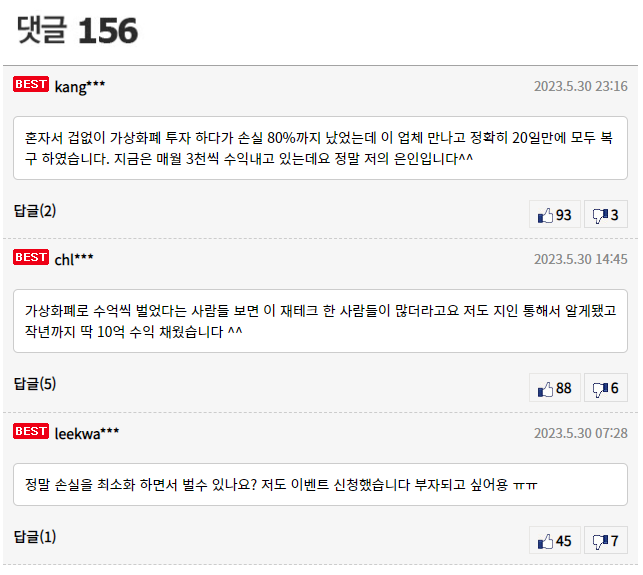 댓글 156
BEST kang*** 2023.5.30 23:16
혼자서 겁없이 가상화폐 투자 하다가 손실 80%까지 났었는데 이 업체 만나고 정확히 20일만에 모두 복
구 하였습니다. 지금은 매월 3천씩 수익내고 있는데요 정말 저의 은인입니다^^
답글(2) 93 3
BEST chl*** 2023.5.30 14:45
가상화폐로 수억씩 벌었다는 사람들 보면 이 재테크 한 사람들이 많더라고요 저도 지인 통해서 알게됐고
작년까지 딱 10억 수익 채웠습니다 ^^
답글(5) 88 6
BEST leekwa*** 2023.5.30 07:28
정말 손실을 최소화 하면서 벌수 있나요? 저도 이벤트 신청했습니다 부자되고 싶어용 ㅠㅠ
답글(1) 45 7